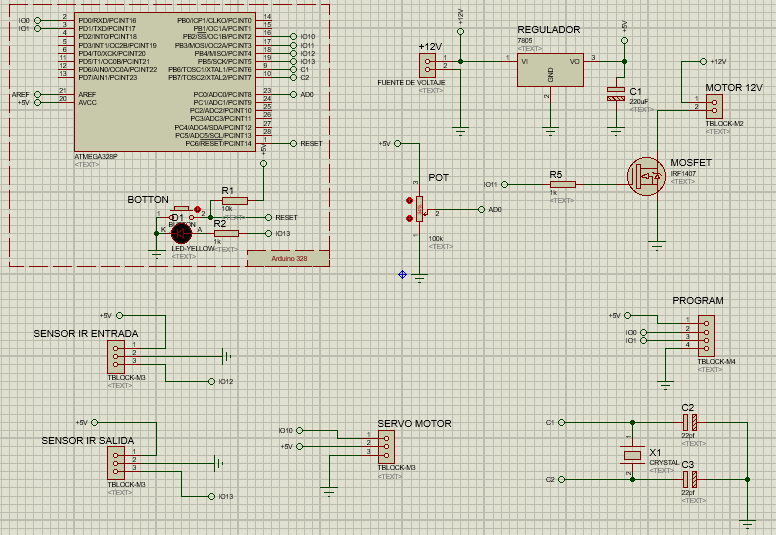 IO0 2 PD0/RXD/PCINT16 PB0/ICP1/CLKO/PCINT0 14
IO1 3 PD1/TXD/PCINT17 PB1/OC1A/PCINT1 15
4 PD2/INT0/PCINT18 PB2/SS/OC1B/PCINT2 16 IO10
5 PD3/INT1/OC2B/PCINT19 PB3/MOSI/OC2A/PCINT3 17 IO11
6 PD4/T0/XCK/PCINT20 PB4/MISO/PCINT4 18 IO12
11 PD5/T1/OC0B/PCINT21 PB5/SCK/PCINT5 19 IO13
12 PD6/AIN0/OC0A/PCINT22 PB6/TOSC1/XTAL1/PCINT6 9 C1
13 PD7/AIN1/PCINT23 PB7/TOSC2/XTAL2/PCINT7 10 C2
AREF 21 AREF PC0/ADC0/PCINT8 23 AD0
+5V 20 AVCC PC1/ADC1/PCINT9 24
PC2/ADC2/PCINT10 25
PC3/ADC3/PCINT11 26
PC4/ADC4/SDA/PCINT12 27
PC5/ADC5/SCL/PCINT13 28
PC6/RESET/PCINT14 1 RESET
ATMEGA328P
<TEXT>
+5V
BOTTON
R1
10k
<TEXT>
1 2 RESET
D1
BUTTON
R2
K A IO13
1k
<TEXT>
LED-YELLOW
<TEXT>
Arduino 328
+12V
+12V
1
2
FUENTE DE VOLTAJE
<TEXT>
REGULADOR
7805
<TEXT>
1 VI VO 3
GND
2
+5V
C1
220uF
<TEXT>
+12V
MOTOR 12V
1
2
TBLOCK-M2
<TEXT>
+5V
POT
3
2 AD0
1
100k
<TEXT>
IO11 R5
1k
<TEXT>
MOSFET
IRF1407
<TEXT>
+5V
SENSOR IR ENTRADA
1
2
3
TBLOCK-M3
<TEXT>
IO12
+5V
SENSOR IR SALIDA
1
2
3
TBLOCK-M3
<TEXT>
IO13
SERVO MOTOR
IO10 1
+5V 2
3
TBLOCK-M3
<TEXT>
PROGRAM
+5V 1
IO0 2
IO1 3
4
TBLOCK-M4
<TEXT>
C1
C2
22pf
<TEXT>
1
X1
CRYSTAL
<TEXT>
2
C2
C3
22pf
<TEXT>